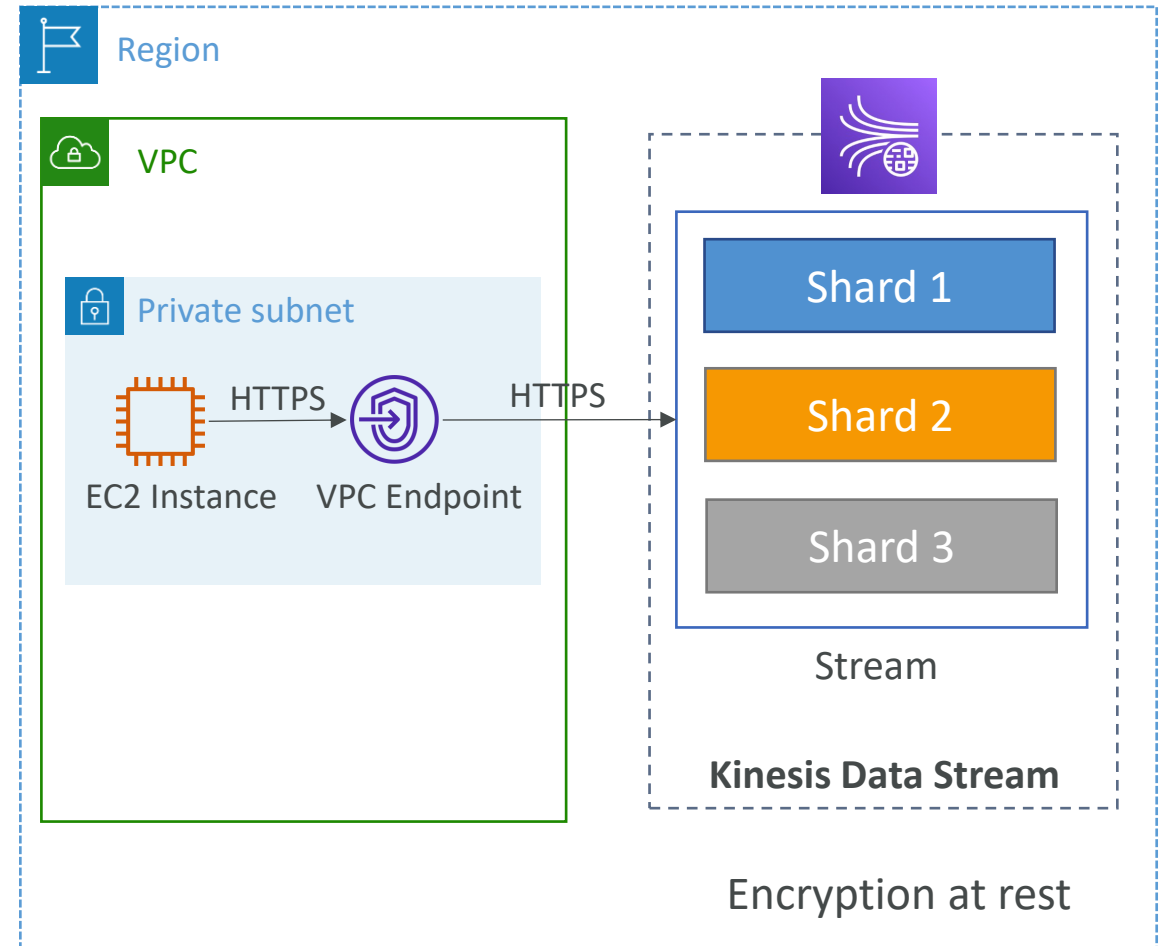 Region
VPC
Private subnet
HTTPS
HTTPS
EC2 Instance
VPC Endpoint
Shard 1
Shard 2
Shard 3
Stream
Kinesis Data Stream
Encryption at rest